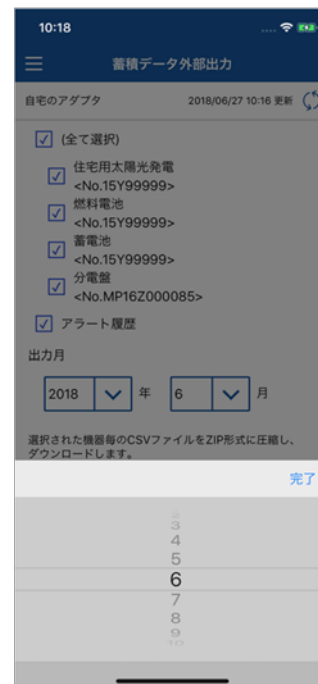 10:18
蓄積データ外部出力
自宅のアダプタ 2018/06/27 10:16 更新
(全て選択)
住宅用太陽光発電
<No.15Y99999>
燃料電池
<No.15Y99999>
蓄電池
<No.15Y99999>
分電盤
<No.MP16Z000085>
アラート履歴
出力月
2018 年 6 月
選択された機器毎のCSVファイルをZIP形式に圧縮し、
ダウンロードします。
完了
3
4
5
6
7
8
9
10